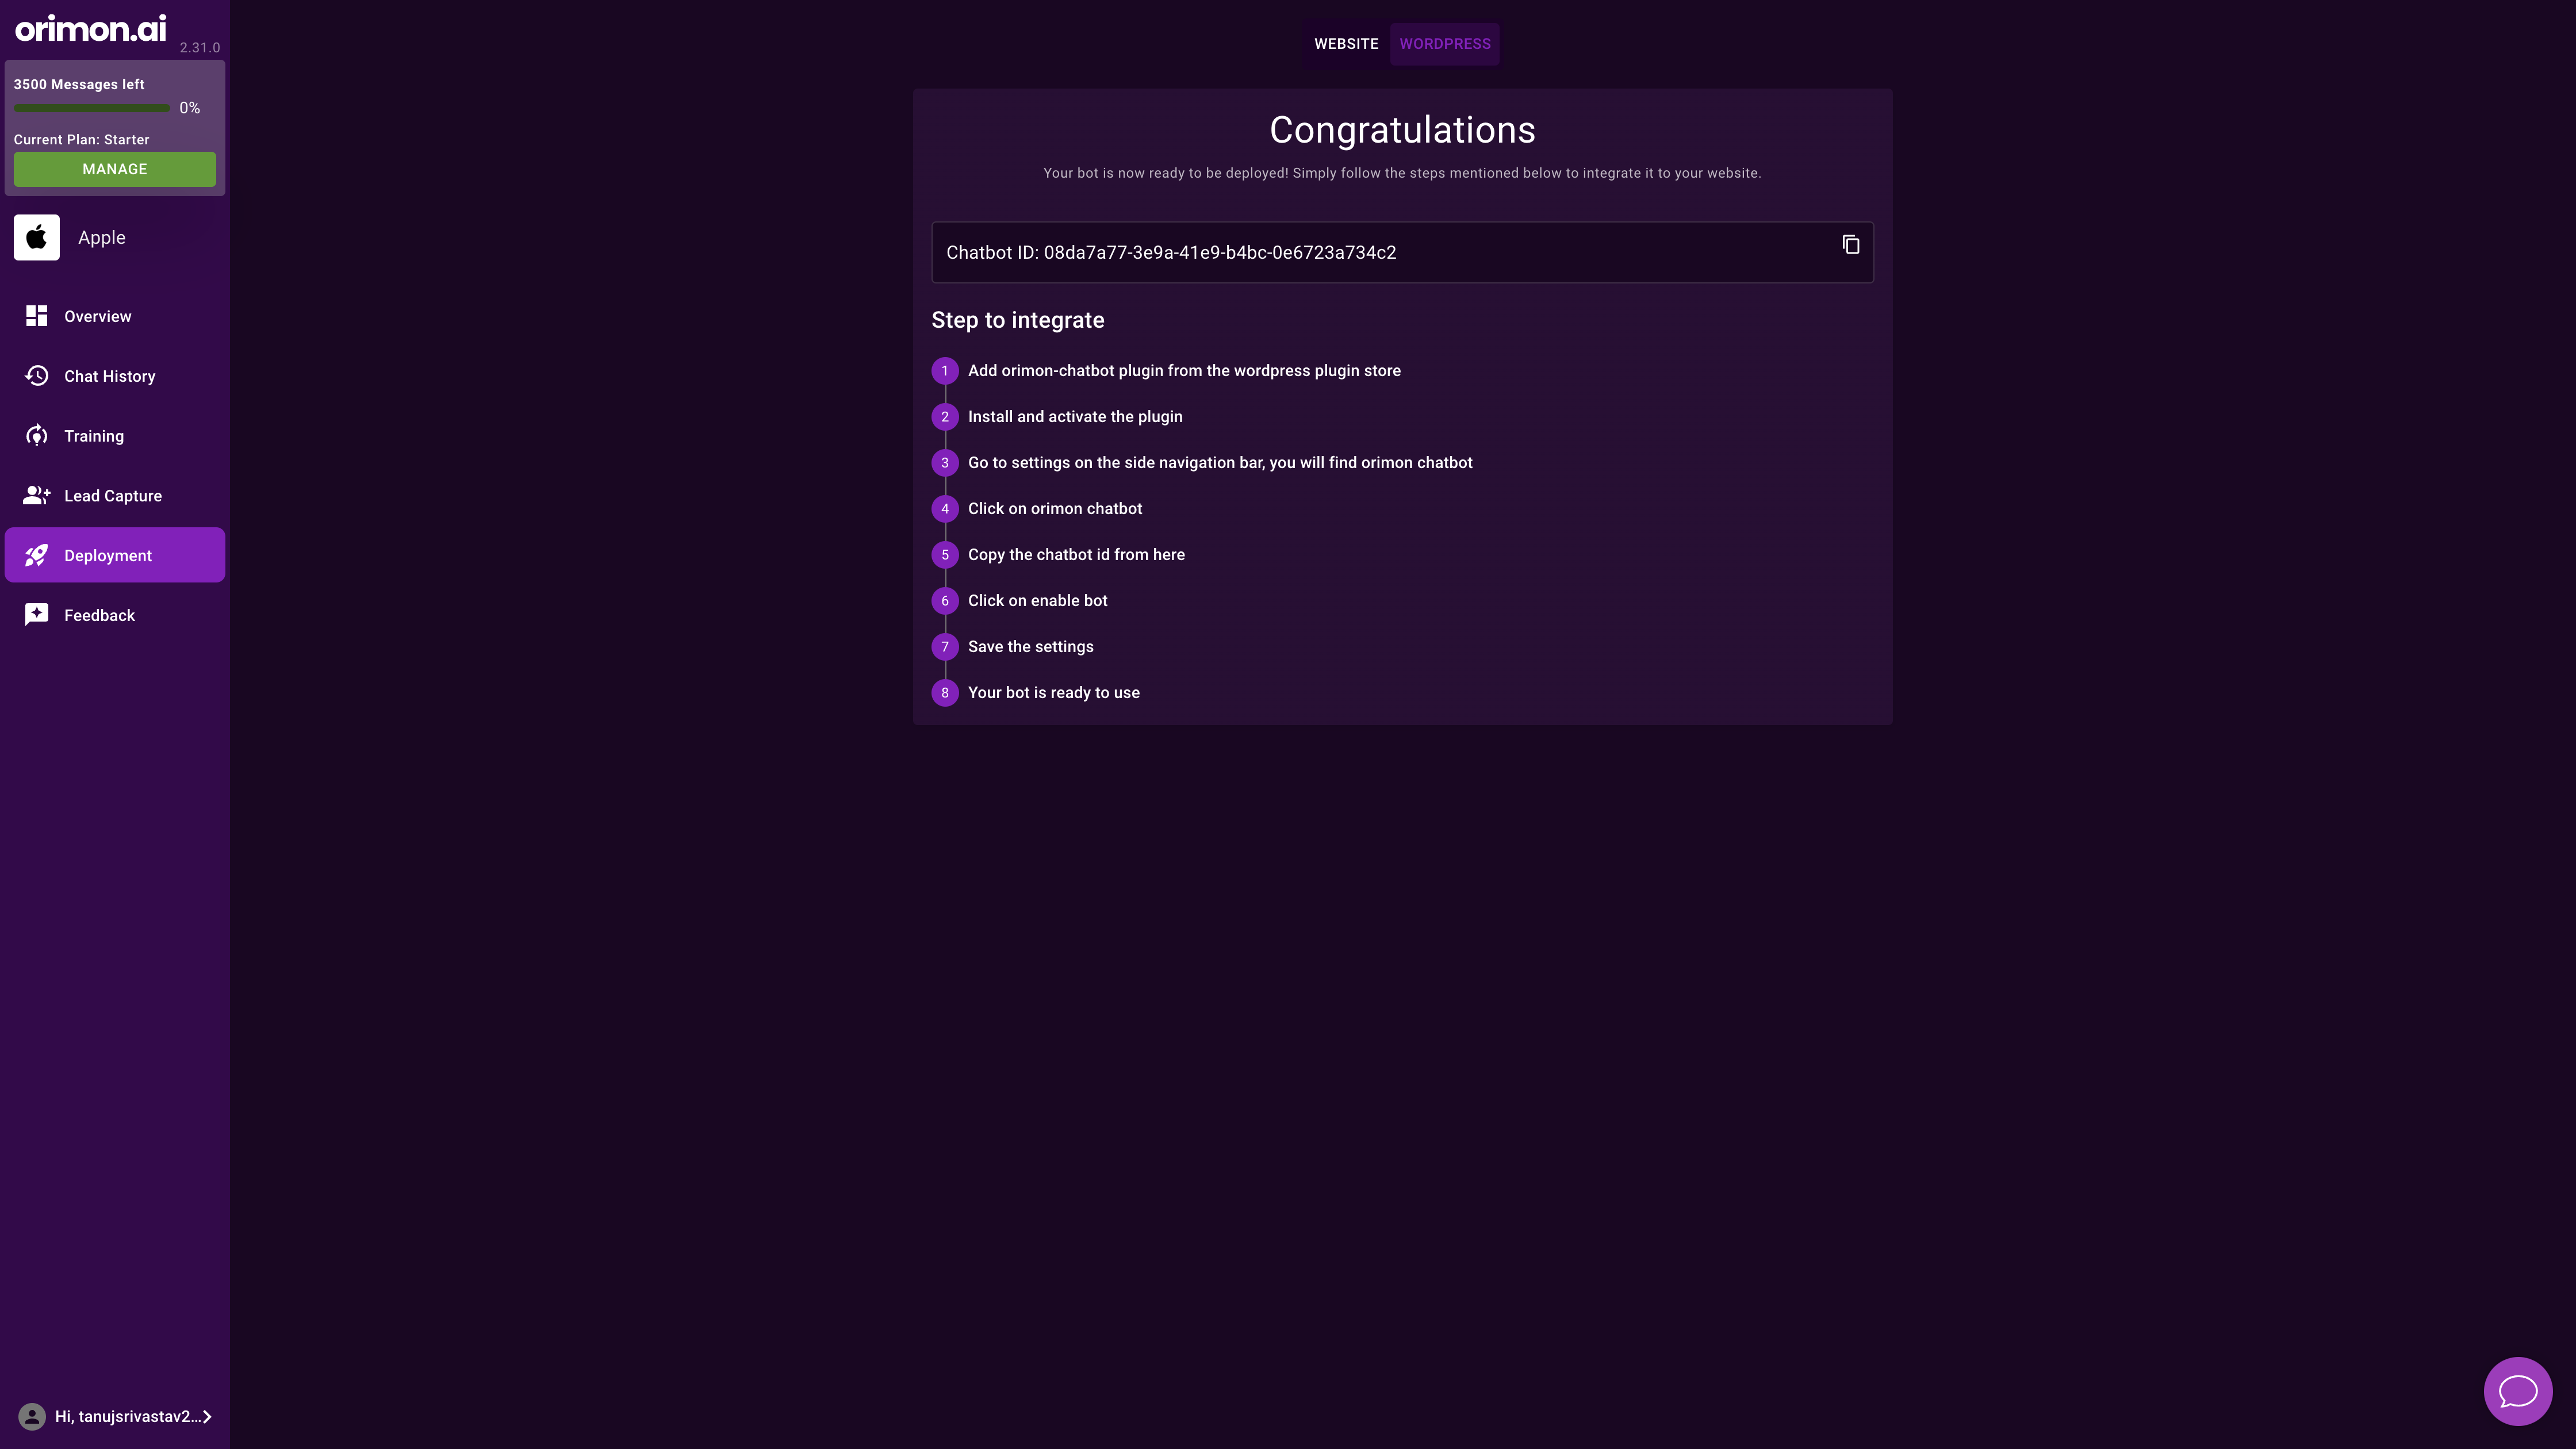 orimon.ai
2.31.0
3500 Messages left
0%
Current Plan: Starter
MANAGE
Apple
Overview
Chat History
Training
Lead Capture
Deployment
Feedback
Hi, tanujsrivastav2...
WEBSITE WORDPRESS
Congratulations
Your bot is now ready to be deployed! Simply follow the steps mentioned below to integrate it to your website.
Chatbot ID: 08da7a77-3e9a-41e9-b4bc-0e6723a734c2
Step to integrate
1 Add orimon-chatbot plugin from the wordpress plugin store
2 Install and activate the plugin
3 Go to settings on the side navigation bar, you will find orimon chatbot
4 Click on orimon chatbot
5 Copy the chatbot id from here
6 Click on enable bot
7 Save the settings
8 Your bot is ready to use